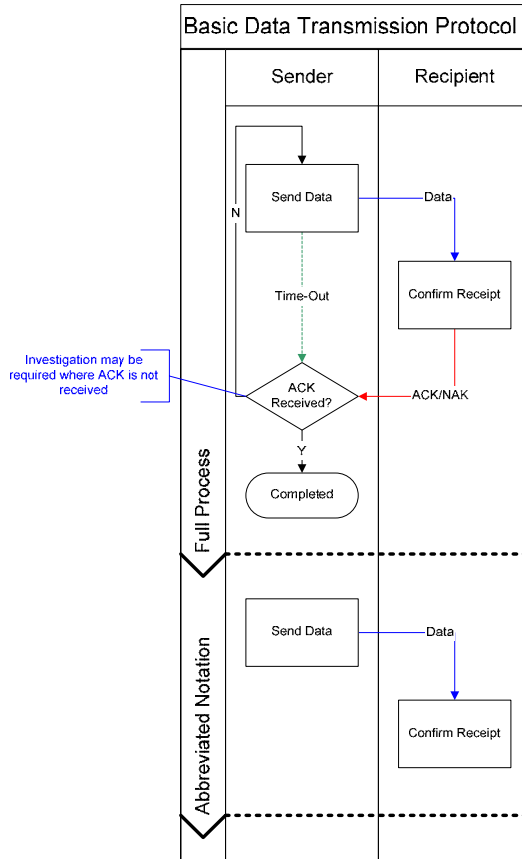 Basic Data Transmission Protocol
Sender
Recipient
Full Process
N
Send Data
Data
Confirm Receipt
Time-Out
Investigation may be
required where ACK is not
received
ACK
Received?
ACK/NAK
Y
Completed
Abbreviated Notation
Send Data
Data
Confirm Receipt